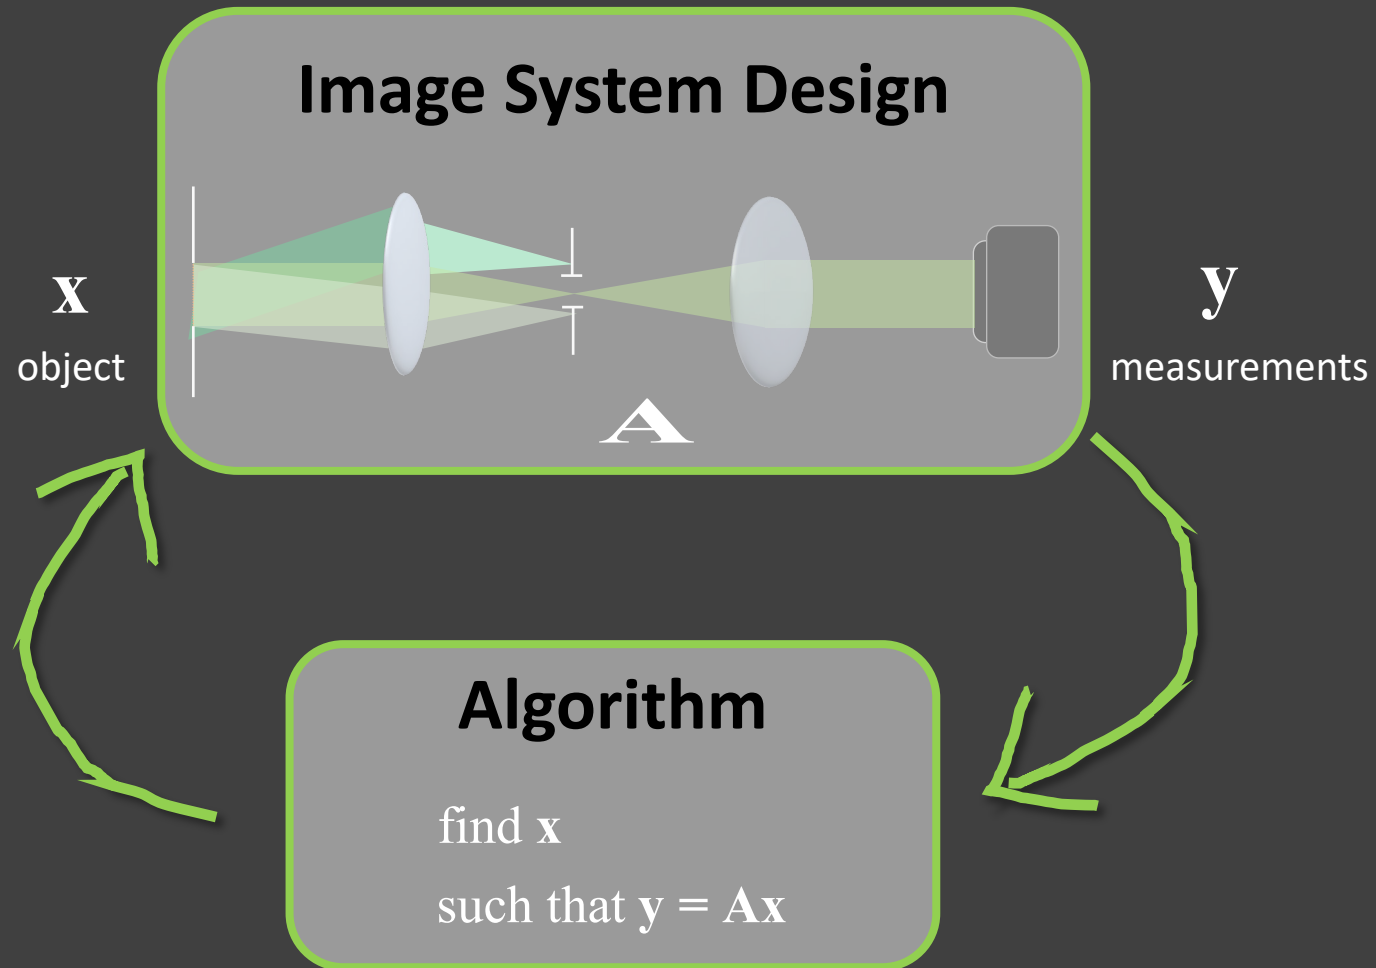 Image System Design
x
object
A
y
measurements
Algorithm
find x
such that y = Ax